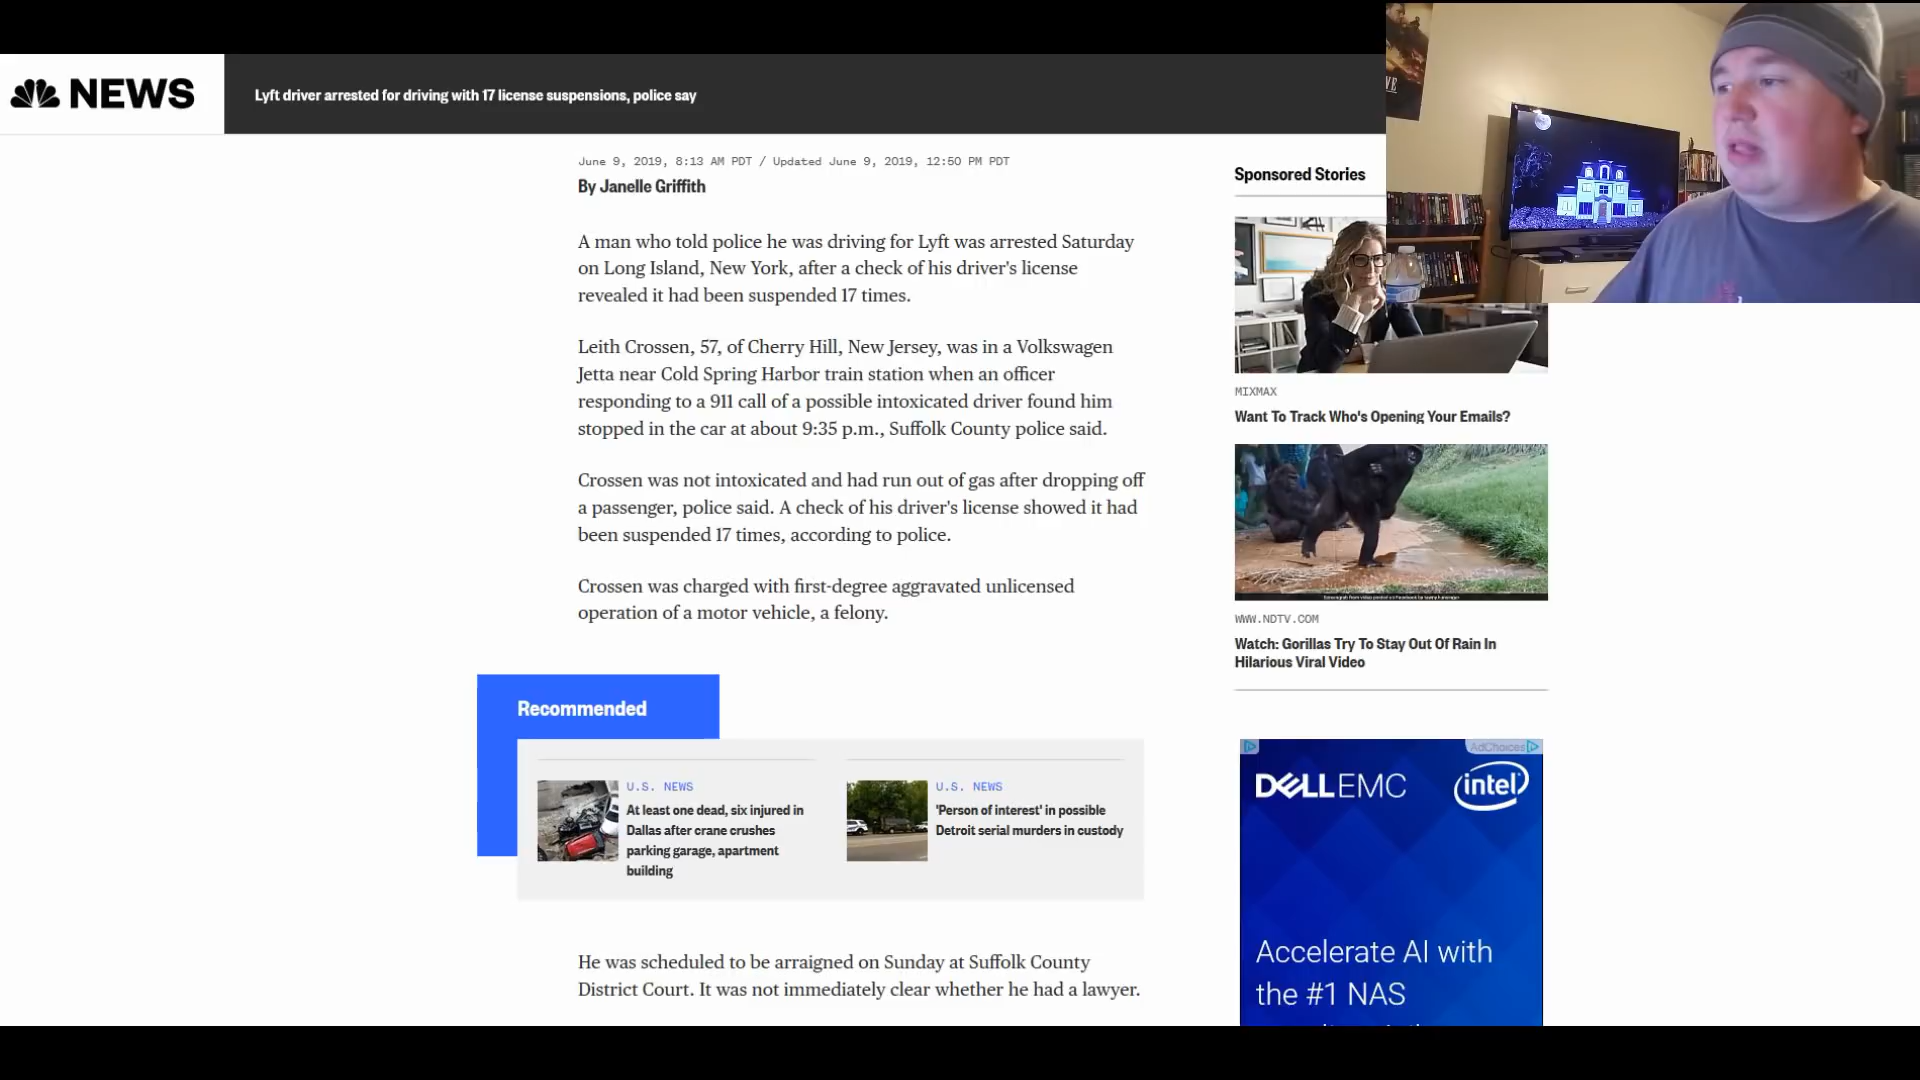 NEWS
Lyft driver arrested for driving with 17 license suspensions, police say
June 9, 2019, 8:13 AM PDT / Updated June 9, 2019, 12:50 PM PDT
By Janelle Griffith
A man who told police he was driving for Lyft was arrested Saturday
on Long Island, New York, after a check of his driver's license
revealed it had been suspended 17 times.
Leith Crossen, 57, of Cherry Hill, New Jersey, was in a Volkswagen
Jetta near Cold Spring Harbor train station when an officer
responding to a 911 call of a possible intoxicated driver found him
stopped in the car at about 9:35 p.m., Suffolk County police said.
Crossen was not intoxicated and had run out of gas after dropping off
a passenger, police said. A check of his driver's license showed it had
been suspended 17 times, according to police.
Crossen was charged with first-degree aggravated unlicensed
operation of a motor vehicle, a felony.
Recommended
U.S. NEWS
At least one dead, six injured in
Dallas after crane crushes
parking garage, apartment
building
U.S. NEWS
'Person of interest' in possible
Detroit serial murders in custody
He was scheduled to be arraigned on Sunday at Suffolk County
District Court. It was not immediately clear whether he had a lawyer.
Sponsored Stories
MIXMAX
Want To Track Who's Opening Your Emails?
WWW.NDTV.COM
Watch: Gorillas Try To Stay Out Of Rain In
Hilarious Viral Video
AdChoices
DELLEMC
intel
Accelerate AI with
the #1 NAS